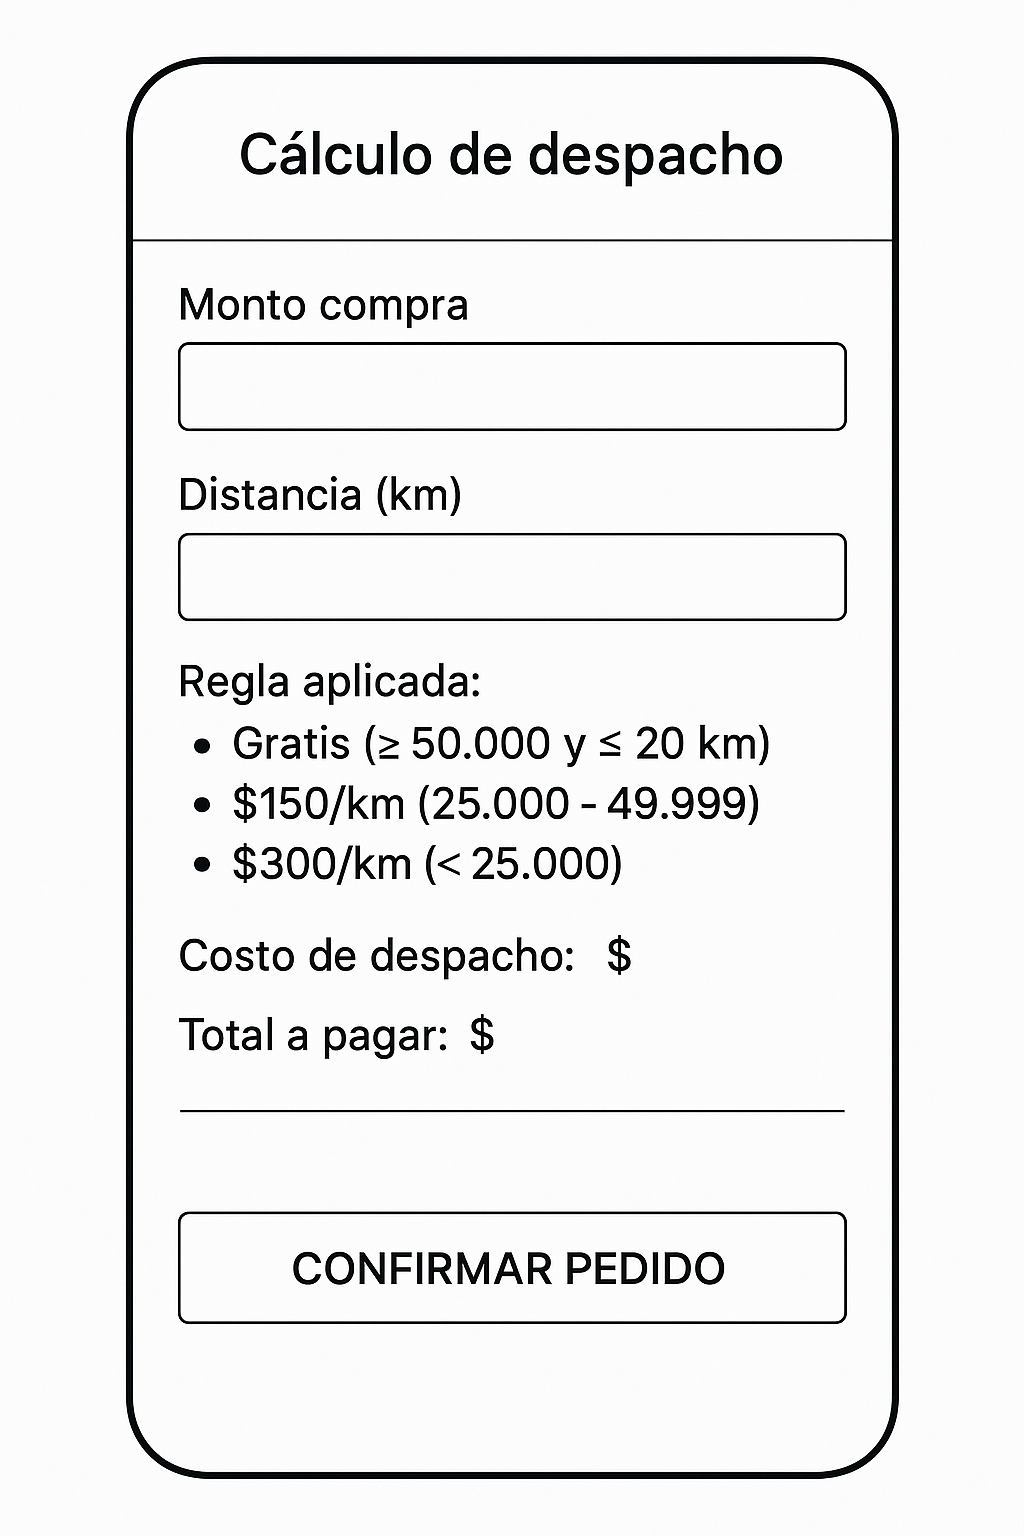 Cálculo de despacho
Monto compra
Distancia (km)
Regla aplicada:
• Gratis (≥ 50.000 y ≤ 20 km)
• $150/km (25.000 - 49.999)
• $300/km (< 25.000)
Costo de despacho: $
Total a pagar: $
CONFIRMAR PEDIDO